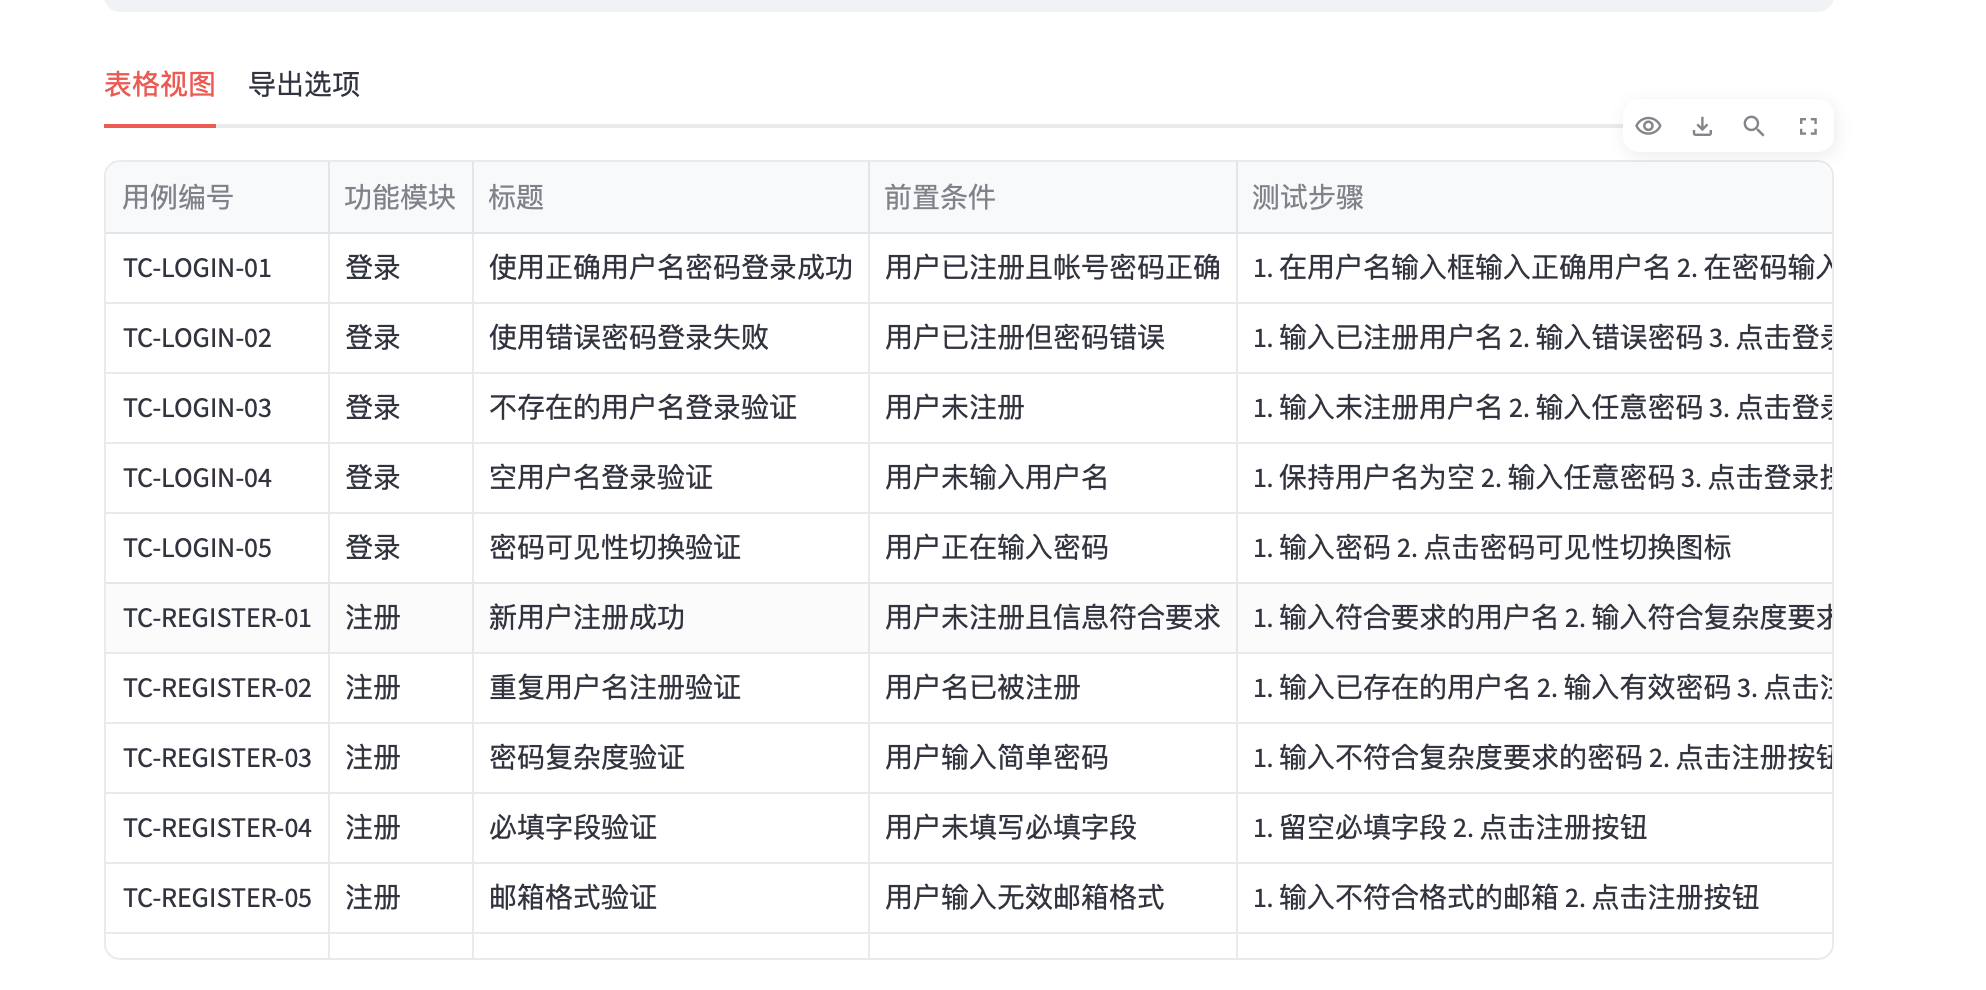 表格视图 导出选项
用例编号 功能模块 标题 前置条件 测试步骤
TC-LOGIN-01 登录 使用正确用户名密码登录成功 用户已注册且帐号密码正确 1. 在用户名输入框输入正确用户名 2. 在密码输入
TC-LOGIN-02 登录 使用错误密码登录失败 用户已注册但密码错误 1. 输入已注册用户名 2. 输入错误密码 3. 点击登录
TC-LOGIN-03 登录 不存在的用户名登录验证 用户未注册 1. 输入未注册用户名 2. 输入任意密码 3. 点击登录
TC-LOGIN-04 登录 空用户名登录验证 用户未输入用户名 1. 保持用户名为空 2. 输入任意密码 3. 点击登录按
TC-LOGIN-05 登录 密码可见性切换验证 用户正在输入密码 1. 输入密码 2. 点击密码可见性切换图标
TC-REGISTER-01 注册 新用户注册成功 用户未注册且信息符合要求 1. 输入符合要求的用户名 2. 输入符合复杂度要求
TC-REGISTER-02 注册 重复用户名注册验证 用户名已被注册 1. 输入已存在的用户名 2. 输入有效密码 3. 点击注
TC-REGISTER-03 注册 密码复杂度验证 用户输入简单密码 1. 输入不符合复杂度要求的密码 2. 点击注册按钮
TC-REGISTER-04 注册 必填字段验证 用户未填写必填字段 1. 留空必填字段 2. 点击注册按钮
TC-REGISTER-05 注册 邮箱格式验证 用户输入无效邮箱格式 1. 输入不符合格式的邮箱 2. 点击注册按钮